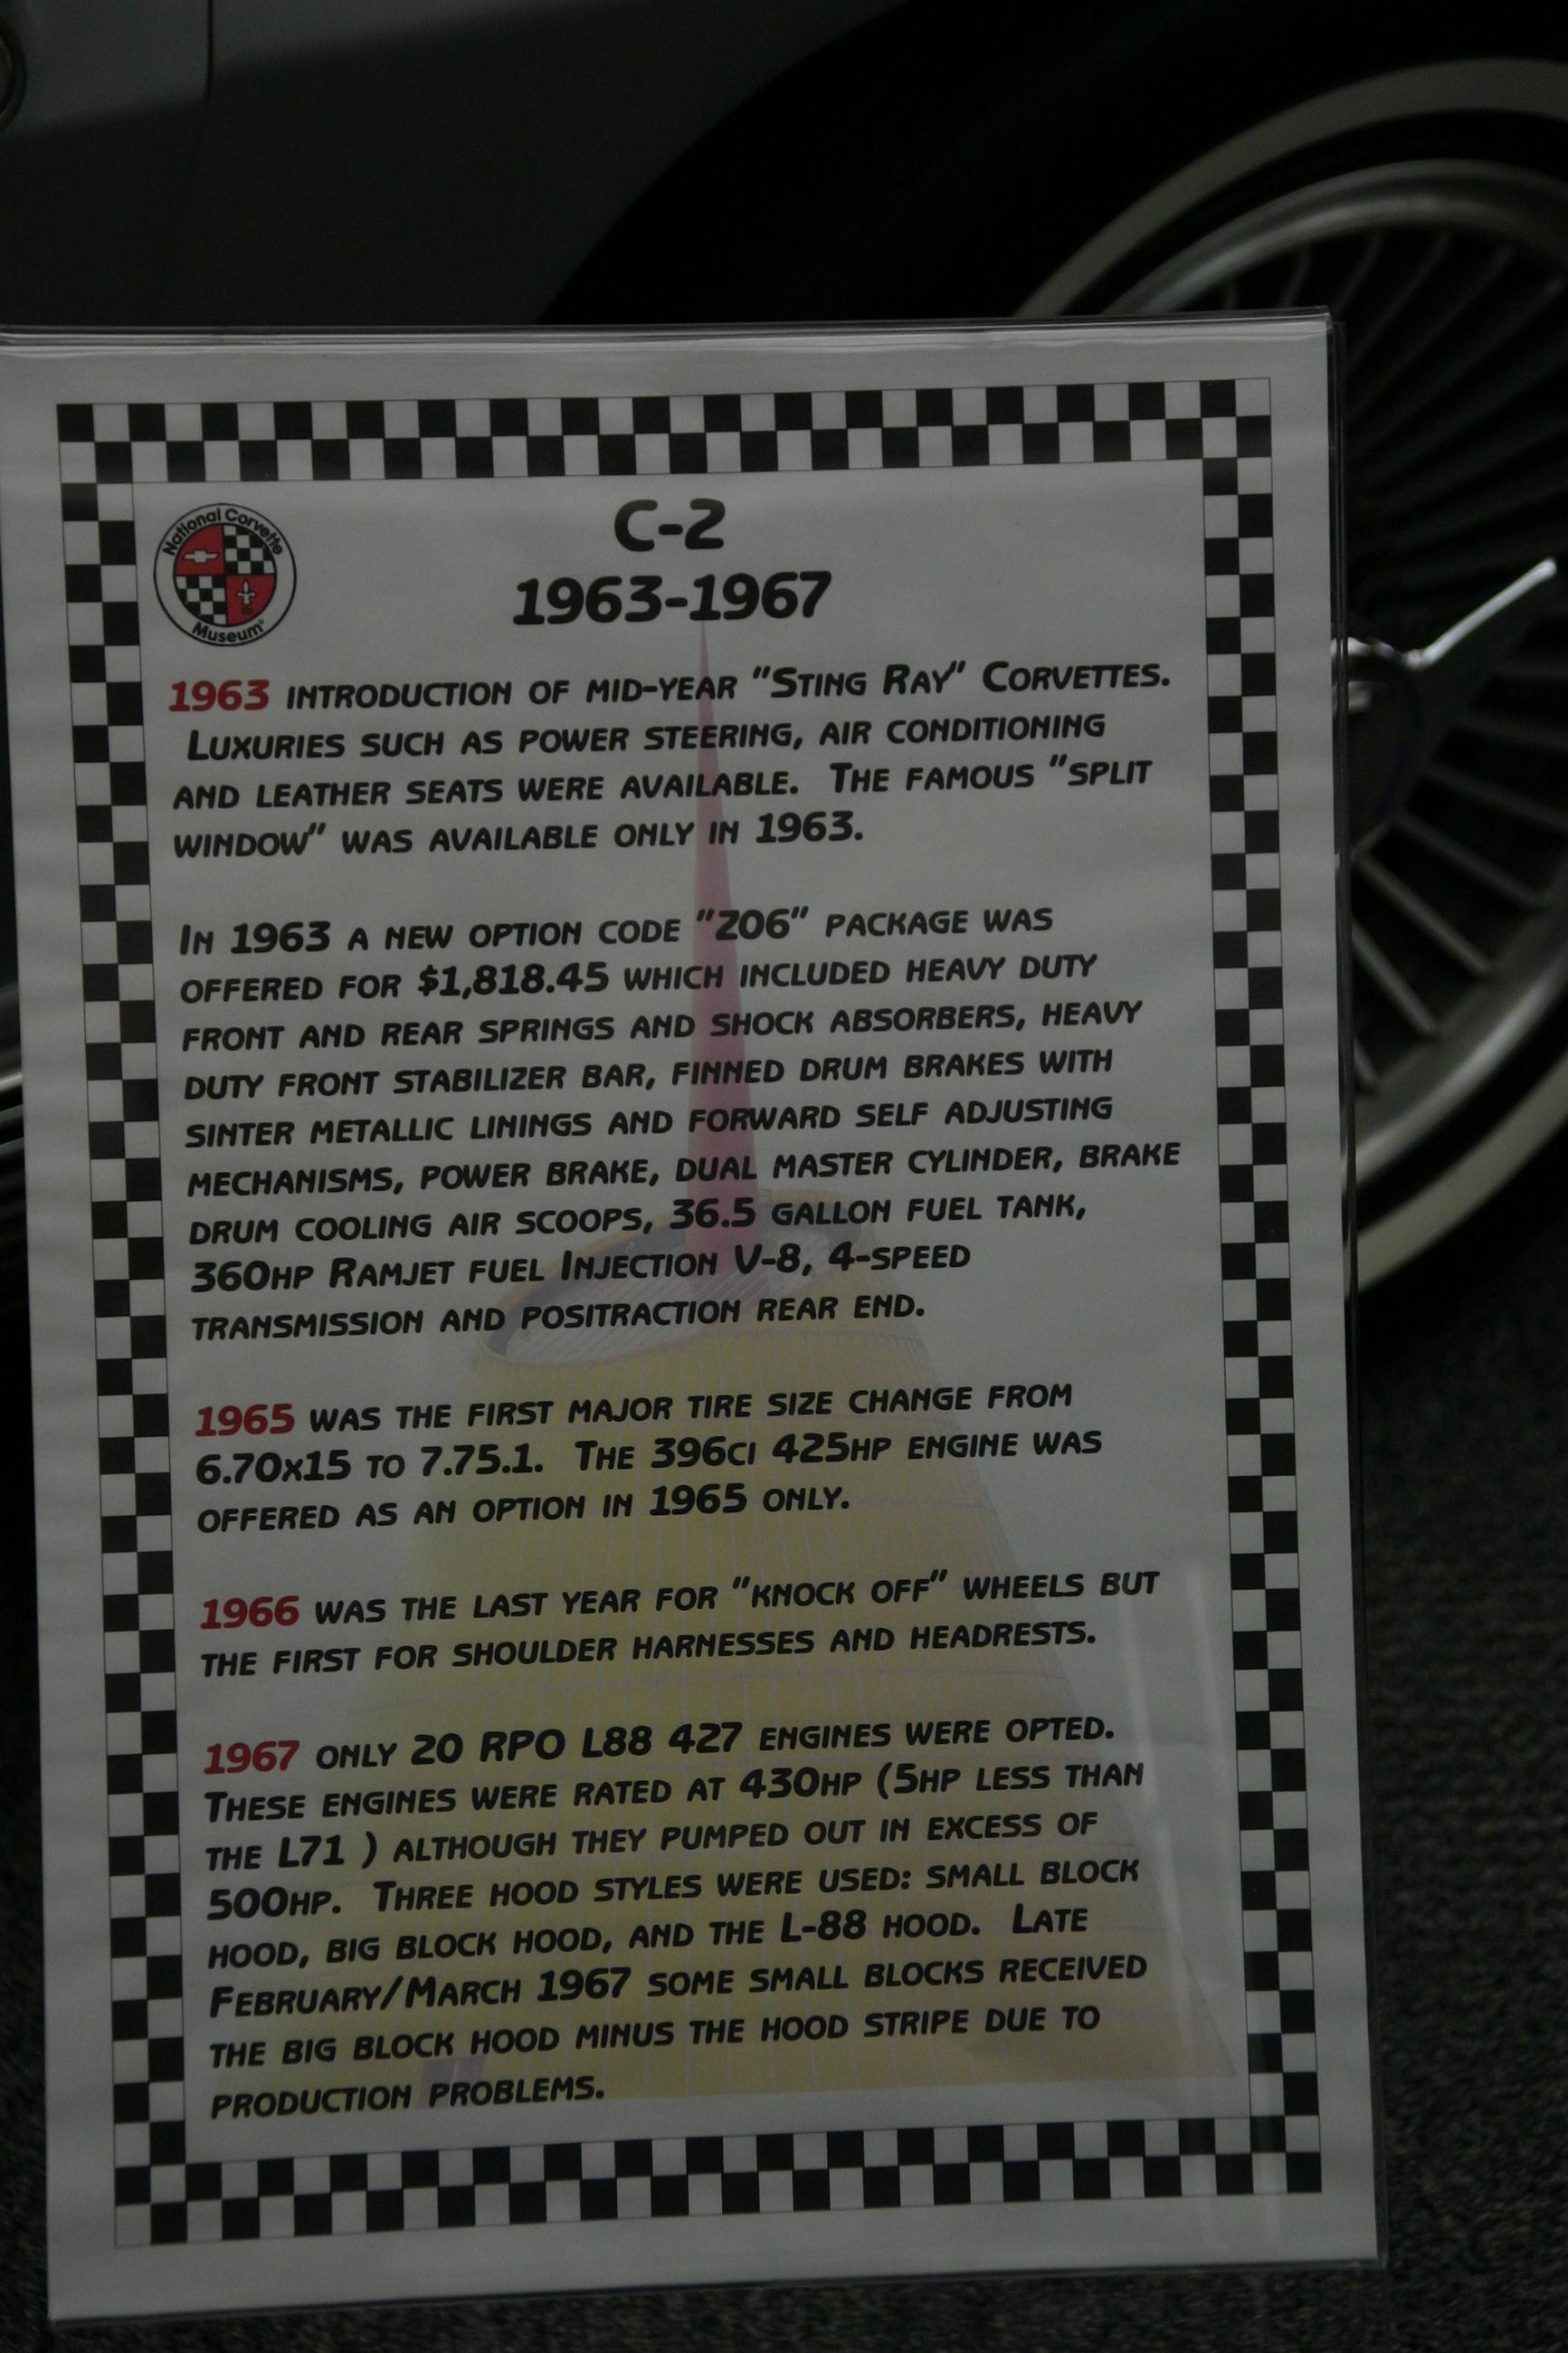 National Corvette
Museum
C-2
1963-1967
1963 INTRODUCTION OF MID-YEAR "STING RAY" CORVETTES.
LUXURIES SUCH AS POWER STEERING, AIR CONDITIONING
AND LEATHER SEATS WERE AVAILABLE. THE FAMOUS "SPLIT
WINDOW" WAS AVAILABLE ONLY IN 1963.
IN 1963 A NEW OPTION CODE "Z06" PACKAGE WAS
OFFERED FOR $1,818.45 WHICH INCLUDED HEAVY DUTY
FRONT AND REAR SPRINGS AND SHOCK ABSORBERS, HEAVY
DUTY FRONT STABILIZER BAR, FINNED DRUM BRAKES WITH
SINTER METALLIC LININGS AND FORWARD SELF ADJUSTING
MECHANISMS, POWER BRAKE, DUAL MASTER CYLINDER, BRAKE
DRUM COOLING AIR SCOOPS, 36.5 GALLON FUEL TANK,
360HP RAMJET FUEL INJECTION V-8, 4-SPEED
TRANSMISSION AND POSITRACTION REAR END.
1965 WAS THE FIRST MAJOR TIRE SIZE CHANGE FROM
6.70X15 TO 7.75.1. THE 396CI 425HP ENGINE WAS
OFFERED AS AN OPTION IN 1965 ONLY.
1966 WAS THE LAST YEAR FOR "KNOCK OFF" WHEELS BUT
THE FIRST FOR SHOULDER HARNESSES AND HEADRESTS.
1967 ONLY 20 RPO L88 427 ENGINES WERE OPTED.
THESE ENGINES WERE RATED AT 430HP (5HP LESS THAN
THE L71 ) ALTHOUGH THEY PUMPED OUT IN EXCESS OF
500HP. THREE HOOD STYLES WERE USED: SMALL BLOCK
HOOD, BIG BLOCK HOOD, AND THE L-88 HOOD. LATE
FEBRUARY/MARCH 1967 SOME SMALL BLOCKS RECEIVED
THE BIG BLOCK HOOD MINUS THE HOOD STRIPE DUE TO
PRODUCTION PROBLEMS.